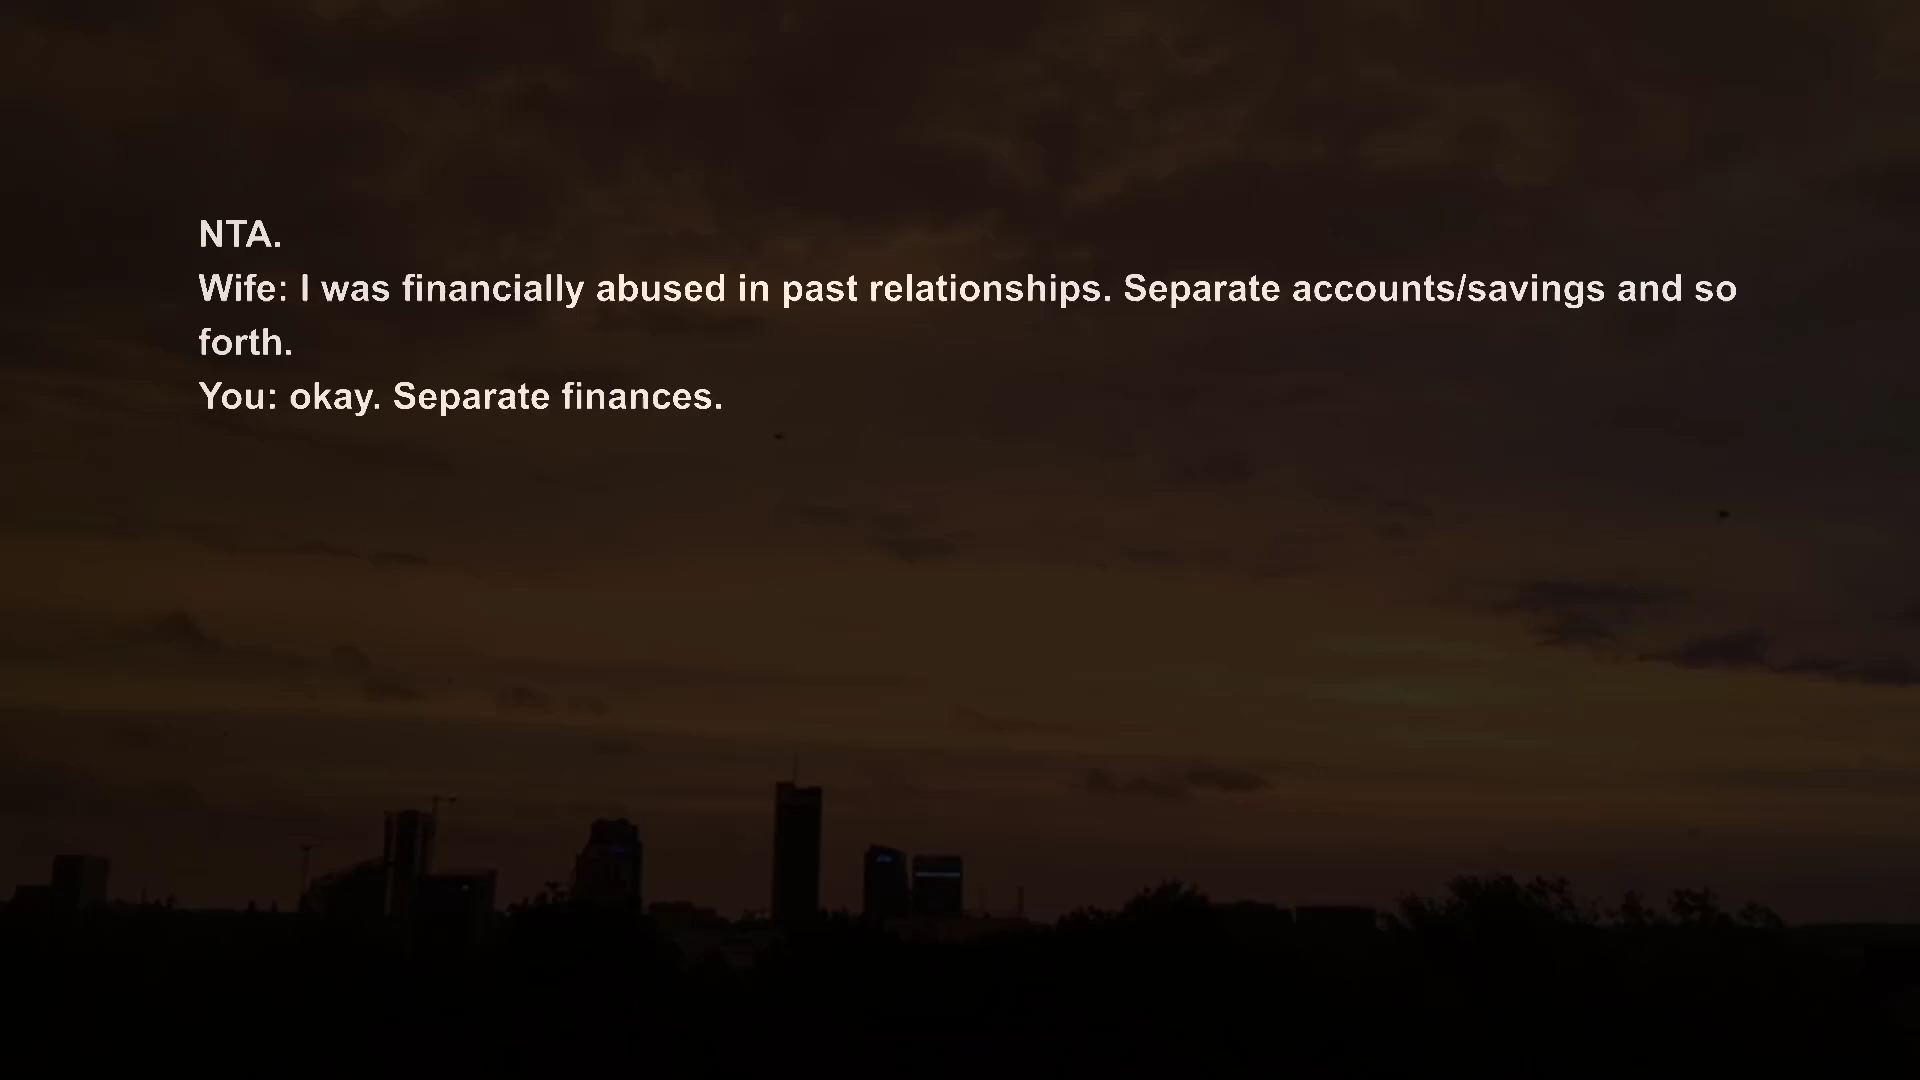 NTA.
Wife: I was financially abused in past relationships. Separate accounts/savings and so
forth.
You: okay. Separate finances.